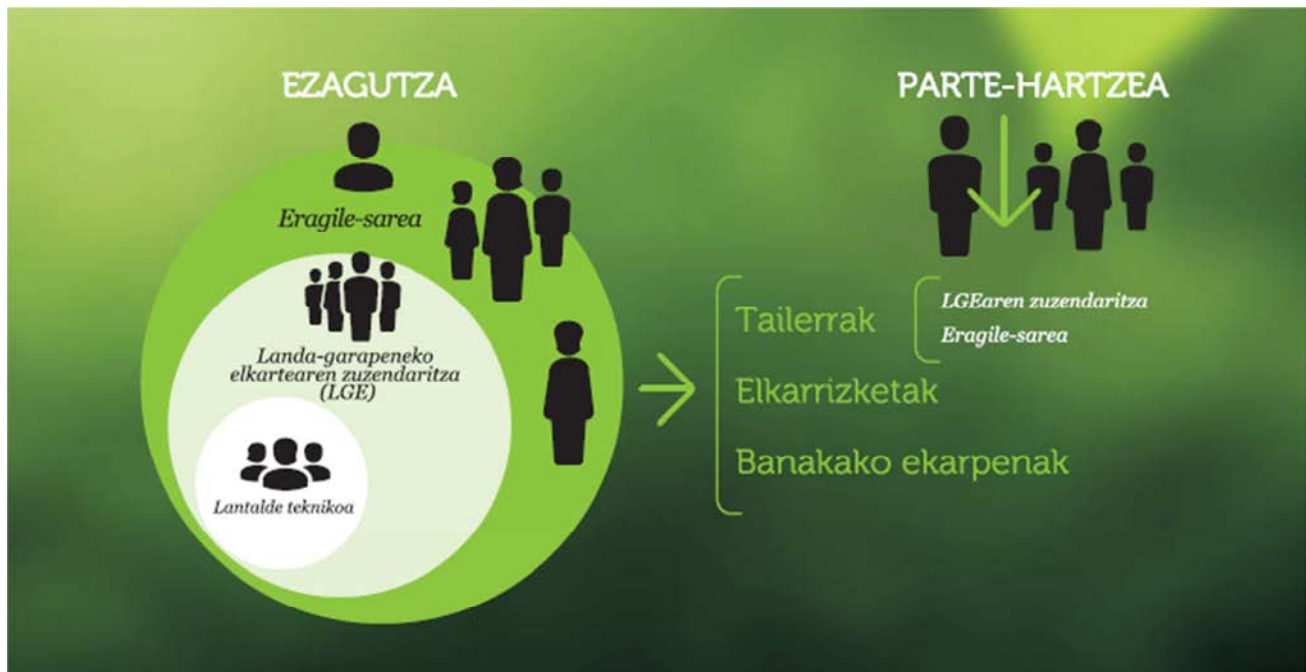 EZAGUTZA
Eragile-sarea
Landa-garapeneko
elkartearen zuzendaritza
(LGE)
Lantalde teknikoa
PARTE-HARTZEA
Tailerrak
LGEaren zuzendaritza
Eragile-sarea
Elkarrizketak
Banakako ekarpenak